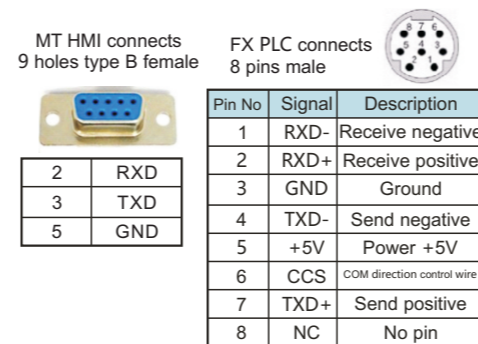 MT HMI connects
9 holes type B female
2 RXD
3 TXD
5 GND
FX PLC connects
8 pins male
8 7 6
5 4 3
2 1
Pin No Signal Description
1 RXD- Receive negative
2 RXD+ Receive positive
3 GND Ground
4 TXD- Send negative
5 +5V Power +5V
6 CCS COM direction control wire
7 TXD+ Send positive
8 NC No pin